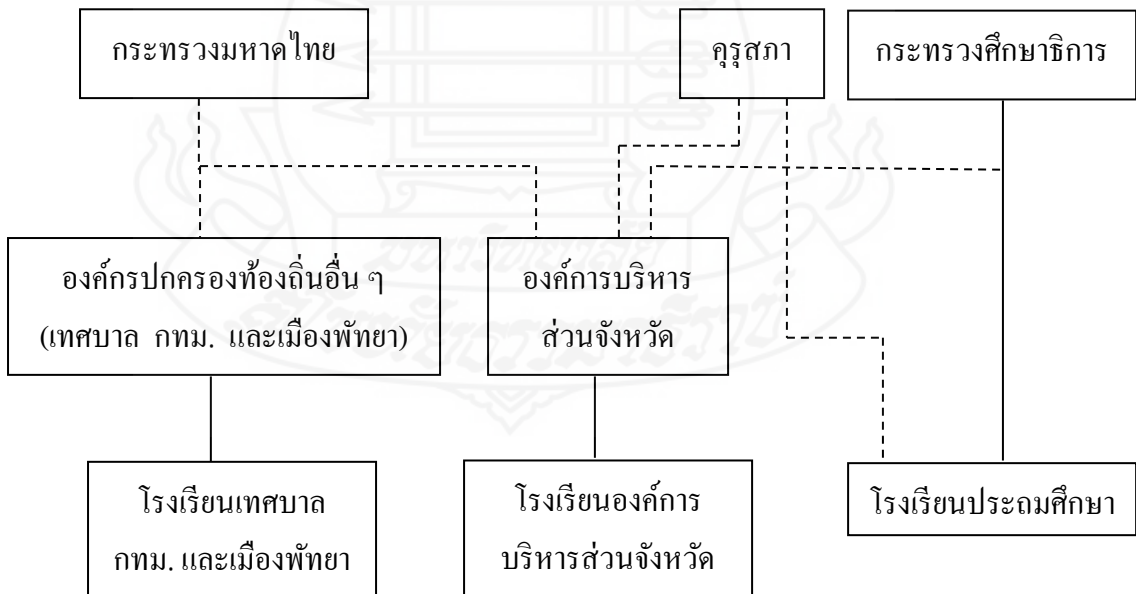 กระทรวงมหาดไทย
คุรุสภา
กระทรวงศึกษาธิการ
องค์กรปกครองท้องถิ่นอื่น ๆ
(เทศบาล กทม. และเมืองพัทยา)
องค์การบริหาร
ส่วนจังหวัด
โรงเรียนเทศบาล
กทม. และเมืองพัทยา
โรงเรียนองค์การ
บริหารส่วนจังหวัด
โรงเรียนประถมศึกษา